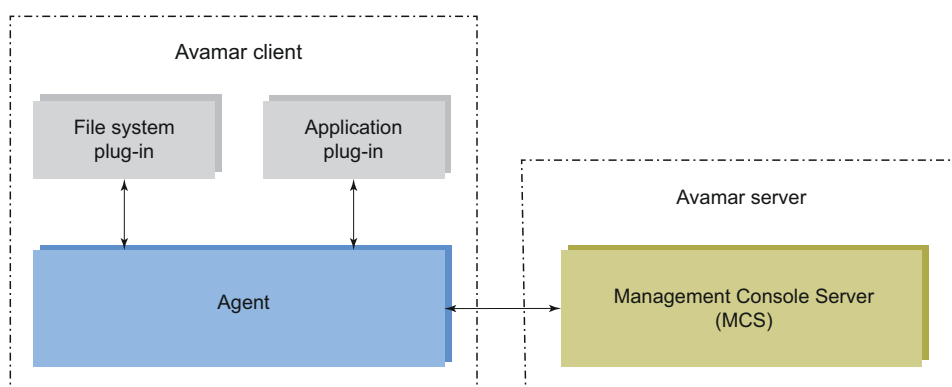 Avamar client
File system
plug-in
Application
plug-in
Agent
Avamar server
Management Console Server
(MCS)